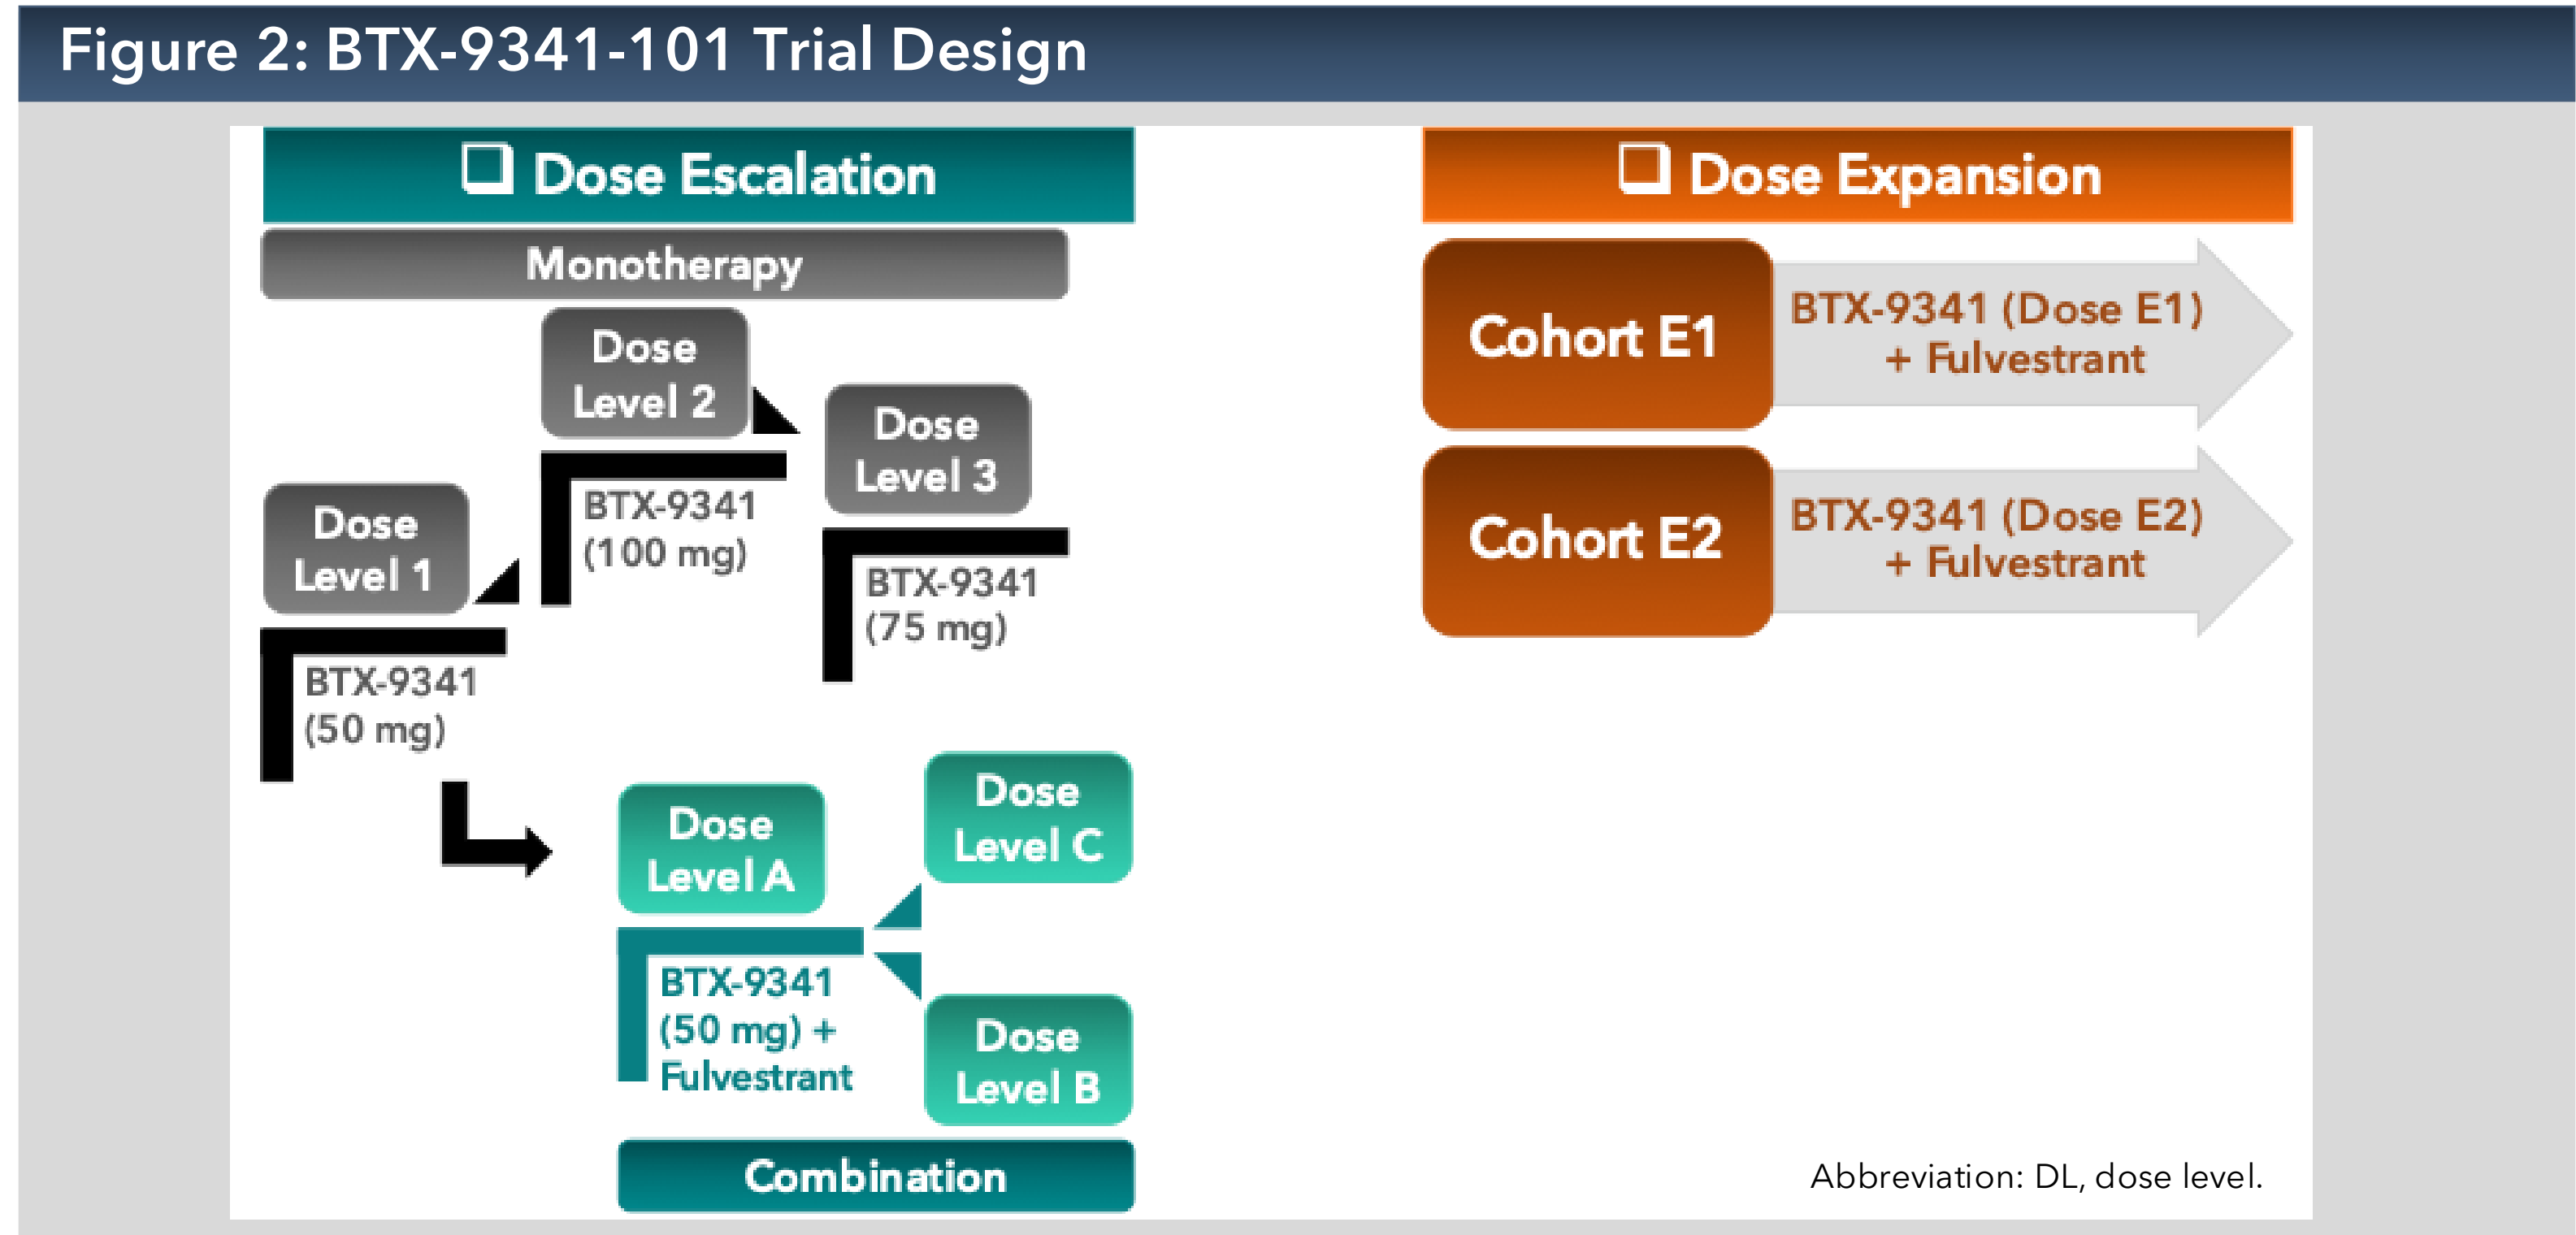 Figure 2: BTX-9341-101 Trial Design
Dose Escalation
Monotherapy
Dose
Level 1
BTX-9341
(50 mg)
Dose
Level 2
BTX-9341
(100 mg)
Dose
Level 3
BTX-9341
(75 mg)
Dose
Level A
BTX-9341
(50 mg) +
Fulvestrant
Dose
Level C
Dose
Level B
Combination
Dose Expansion
Cohort E1
BTX-9341 (Dose E1)
+ Fulvestrant
Cohort E2
BTX-9341 (Dose E2)
+ Fulvestrant
Abbreviation: DL, dose level.